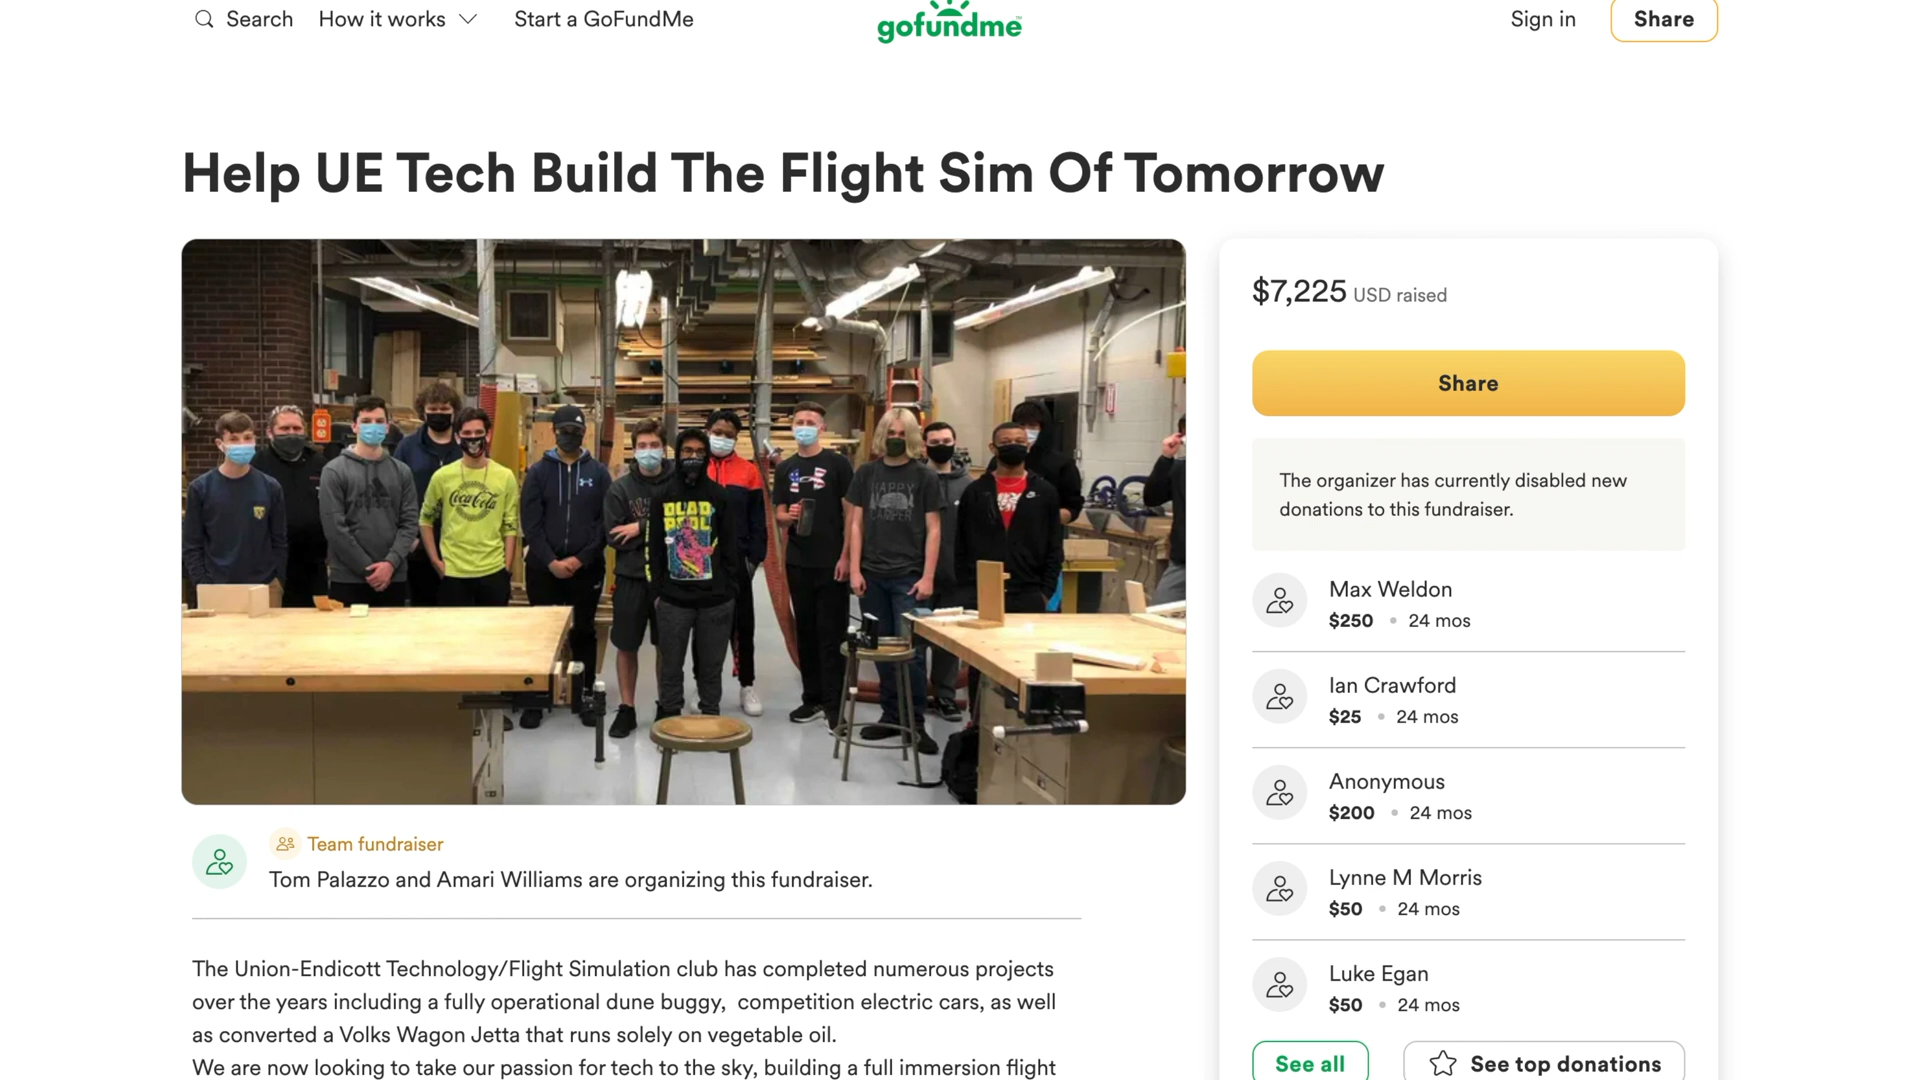 Search How it works Start a GoFundMe gofundme Sign in Share
Help UE Tech Build The Flight Sim Of Tomorrow
Coca-Cola
DEAD
POOL
HAPPY
CAMPER
$7,225 USD raised
Share
The organizer has currently disabled new
donations to this fundraiser.
Max Weldon
$250 • 24 mos
Ian Crawford
$25 • 24 mos
Anonymous
$200 • 24 mos
Lynne M Morris
$50 • 24 mos
Luke Egan
$50 • 24 mos
See all See top donations
Team fundraiser
Tom Palazzo and Amari Williams are organizing this fundraiser.
The Union-Endicott Technology/Flight Simulation club has completed numerous projects
over the years including a fully operational dune buggy, competition electric cars, as well
as converted a Volks Wagon Jetta that runs solely on vegetable oil.
We are now looking to take our passion for tech to the sky, building a full immersion flight